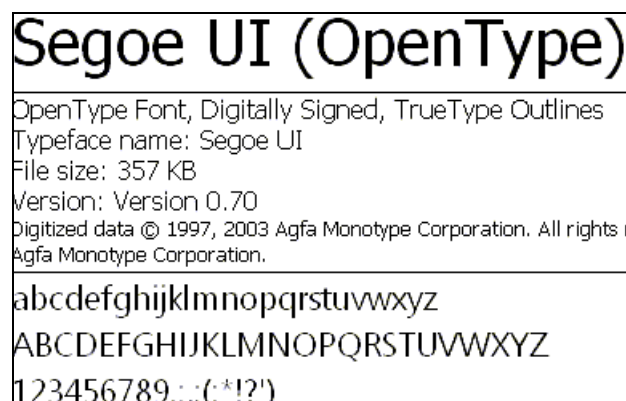 Segoe UI (OpenType)
OpenType Font, Digitally Signed, TrueType Outlines
Typeface name: Segoe UI
File size: 357 KB
Version: Version 0.70
Digitized data © 1997, 2003 Agfa Monotype Corporation. All rights
Agfa Monotype Corporation.
abcdefghijklmnopqrstuvwxyz
ABCDEFGHIJKLMNOPQRSTUVWXYZ
123456789.:,;(:*!?')